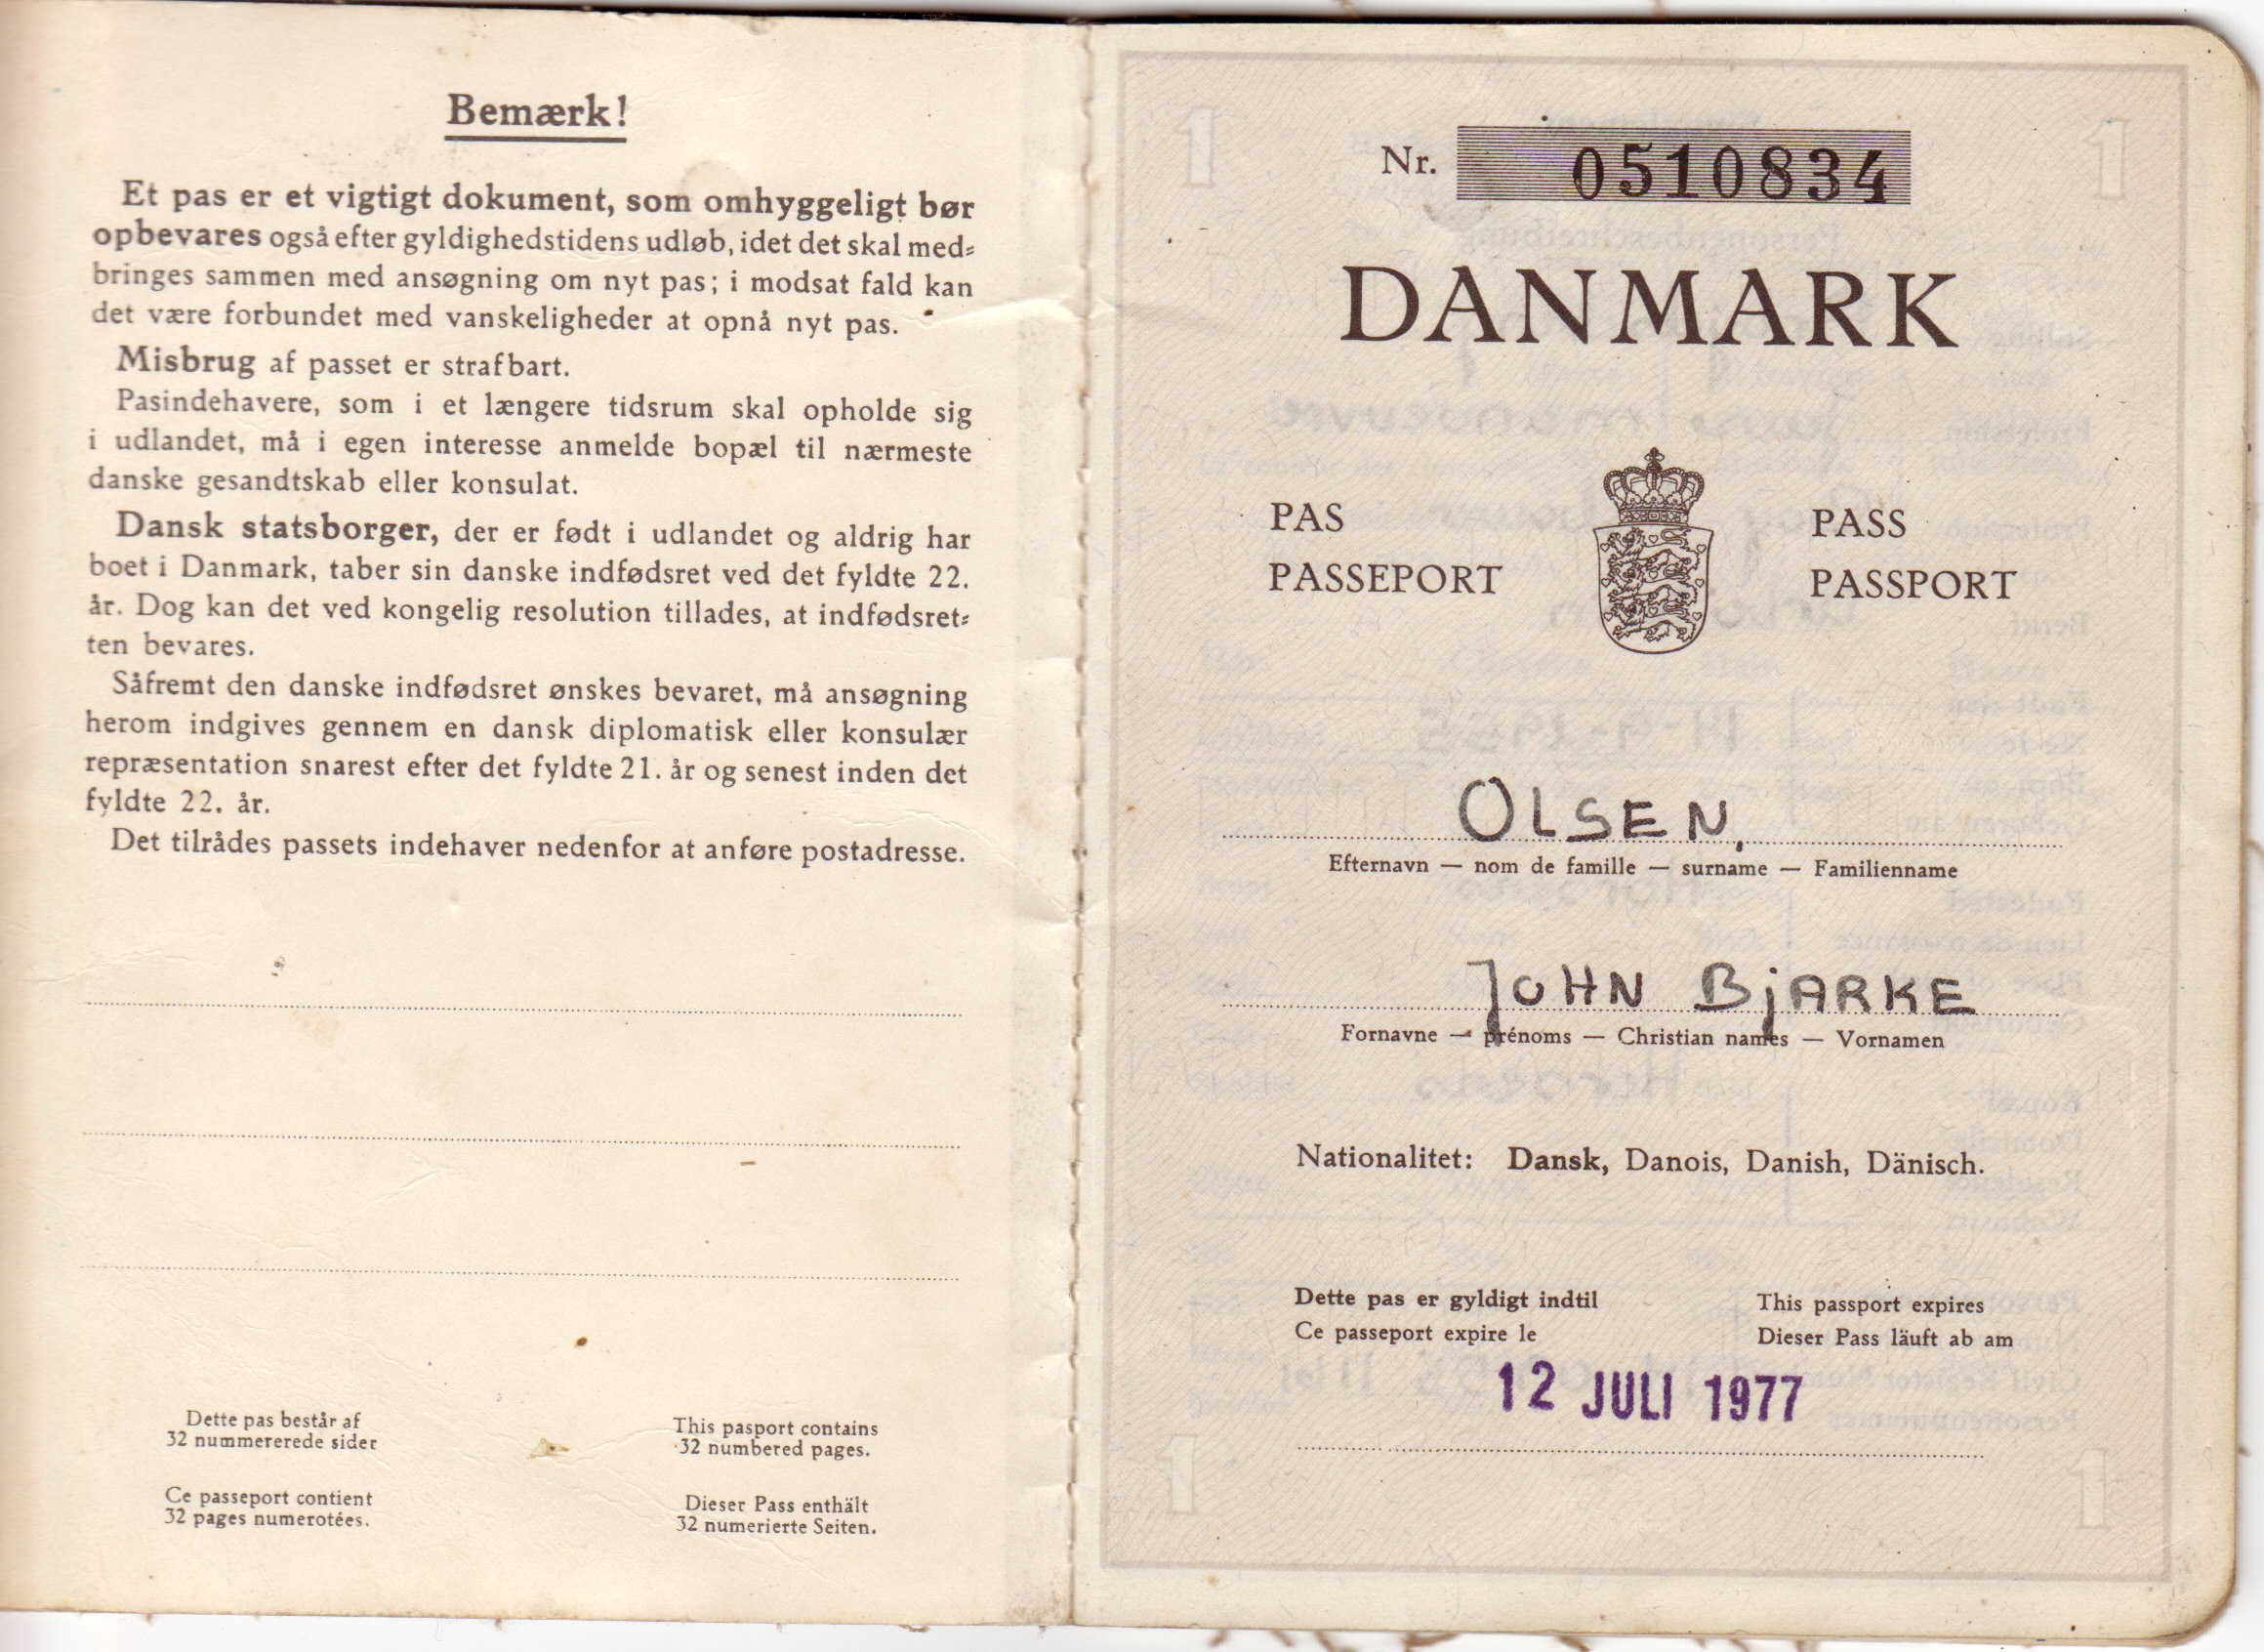 Bemærk!
Et pas er et vigtigt dokument, som omhyggeligt bør
opbevares også efter gyldighedstidens udløb, idet det skal med=
bringes sammen med ansøgning om nyt pas; i modsat fald kan
det være forbundet med vanskeligheder at opnå nyt pas.
Misbrug af passet er strafbart.
Pasindehavere, som i et længere tidsrum skal opholde sig
i udlandet, må i egen interesse anmelde bopæl til nærmeste
danske gesandtskab eller konsulat.
Dansk statsborger, der er født i udlandet og aldrig har
boet i Danmark, taber sin danske indfødsret ved det fyldte 22.
år. Dog kan det ved kongelig resolution tillades, at indfødsret=
ten bevares.
Såfremt den danske indfødsret ønskes bevaret, må ansøgning
herom indgives gennem en dansk diplomatisk eller konsulær
repræsentation snarest efter det fyldte 21. år og senest inden det
fyldte 22. år.
Det tilrådes passets indehaver nedenfor at anføre postadresse.
Dette pas består af
32 nummererede sider
This pasport contains
32 numbered pages.
Ce passeport contient
32 pages numerotées.
Dieser Pass enthält
32 numerierte Seiten.
1
1
Nr. 0510834
DANMARK
PAS
PASSEPORT
PASS
PASSPORT
OLSEN,
Efternavn — nom de famille — surname — Familienname
JOHN BjARKE
Fornavne — prénoms — Christian names — Vornamen
Nationalitet: Dansk, Danois, Danish, Dänisch.
Dette pas er gyldigt indtil
Ce passeport expire le
This passport expires
Dieser Pass läuft ab am
12 JULI 1977
1
1